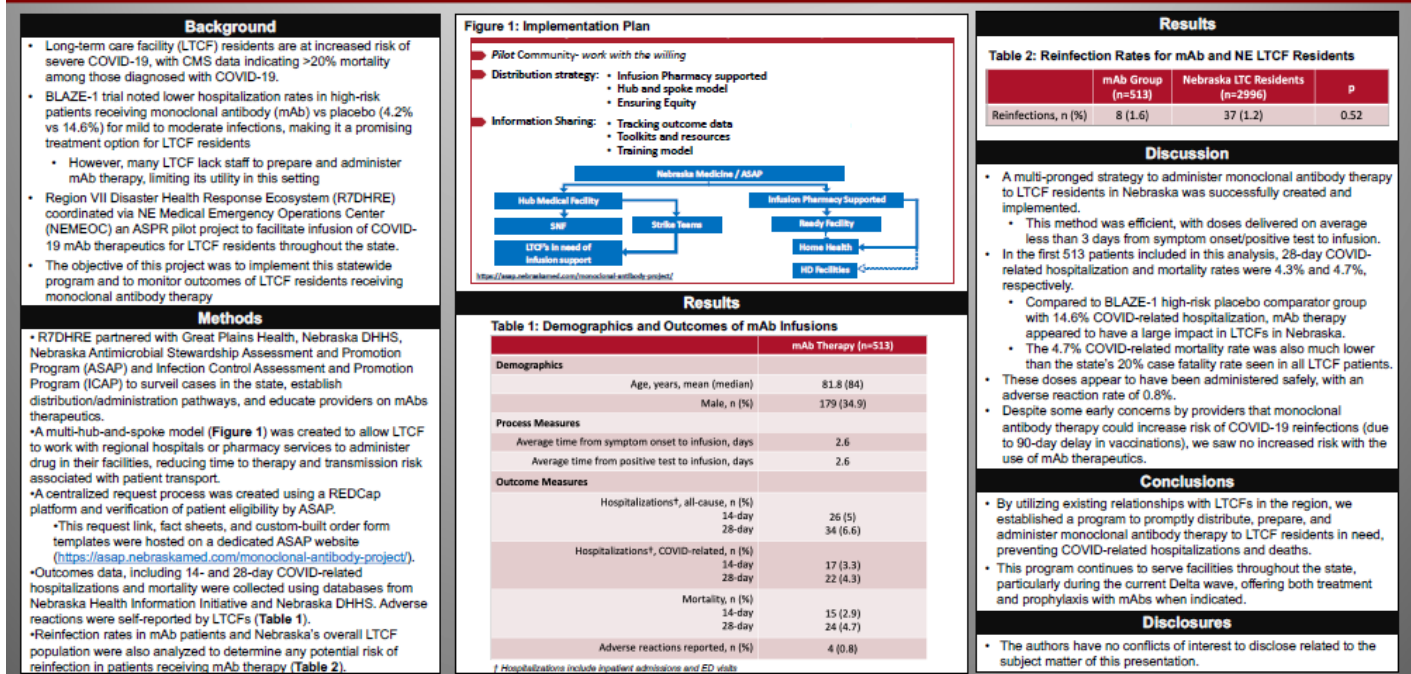 Background
• Long-term care facility (LTCF) residents are at increased risk of
severe COVID-19, with CMS data indicating >20% mortality
among those diagnosed with COVID-19.
• BLAZE-1 trial noted lower hospitalization rates in high-risk
patients receiving monoclonal antibody (mAb) vs placebo (4.2%
vs 14.6%) for mild to moderate infections, making it a promising
treatment option for LTCF residents
• However, many LTCF lack staff to prepare and administer
mAb therapy, limiting its utility in this setting
• Region VII Disaster Health Response Ecosystem (R7DHRE)
coordinated via NE Medical Emergency Operations Center
(NEMEOC) an ASPR pilot project to facilitate infusion of COVID-
19 mAb therapeutics for LTCF residents throughout the state.
• The objective of this project was to implement this statewide
program and to monitor outcomes of LTCF residents receiving
monoclonal antibody therapy
Methods
• R7DHRE partnered with Great Plains Health, Nebraska DHHS,
Nebraska Antimicrobial Stewardship Assessment and Promotion
Program (ASAP) and Infection Control Assessment and Promotion
Program (ICAP) to surveil cases in the state, establish
distribution/administration pathways, and educate providers on mAbs
therapeutics.
•A multi-hub-and-spoke model (Figure 1) was created to allow LTCF
to work with regional hospitals or pharmacy services to administer
drug in their facilities, reducing time to therapy and transmission risk
associated with patient transport.
•A centralized request process was created using a REDCap
platform and verification of patient eligibility by ASAP.
•This request link, fact sheets, and custom-built order form
templates were hosted on a dedicated ASAP website
(https://asap.nebraskamed.com/monoclonal-antibody-project/).
•Outcomes data, including 14- and 28-day COVID-related
hospitalizations and mortality were collected using databases from
Nebraska Health Information Initiative and Nebraska DHHS. Adverse
reactions were self-reported by LTCFs (Table 1).
•Reinfection rates in mAb patients and Nebraska's overall LTCF
population were also analyzed to determine any potential risk of
reinfection in patients receiving mAb therapy (Table 2).
Figure 1: Implementation Plan
Pilot Community- work with the willing
Distribution strategy: • Infusion Pharmacy supported
• Hub and spoke model
• Ensuring Equity
Information Sharing: • Tracking outcome data
• Toolkits and resources
• Training model
Nebraska Medicine / ASAP
Hub Medical Facility
Infusion Pharmacy Supported
SNF
Strike Teams
Ready Facility
LTCF's in need of
infusion support
Home Health
HD Facilities
https://asap.nebraskamed.com/monoclonal-antibody-project/
Results
Table 1: Demographics and Outcomes of mAb Infusions
mAb Therapy (n=513)
Demographics
Age, years, mean (median) 81.8 (84)
Male, n (%) 179 (34.9)
Process Measures
Average time from symptom onset to infusion, days 2.6
Average time from positive test to infusion, days 2.6
Outcome Measures
Hospitalizations†, all-cause, n (%)
14-day 26 (5)
28-day 34 (6.6)
Hospitalizations†, COVID-related, n (%)
14-day 17 (3.3)
28-day 22 (4.3)
Mortality, n (%)
14-day 15 (2.9)
28-day 24 (4.7)
Adverse reactions reported, n (%) 4 (0.8)
† Hospitalizations include inpatient admissions and ED visits
Results
Table 2: Reinfection Rates for mAb and NE LTCF Residents
mAb Group
(n=513)
Nebraska LTC Residents
(n=2996)
p
Reinfections, n (%) 8 (1.6) 37 (1.2) 0.52
Discussion
• A multi-pronged strategy to administer monoclonal antibody therapy
to LTCF residents in Nebraska was successfully created and
implemented.
• This method was efficient, with doses delivered on average
less than 3 days from symptom onset/positive test to infusion.
• In the first 513 patients included in this analysis, 28-day COVID-
related hospitalization and mortality rates were 4.3% and 4.7%,
respectively.
• Compared to BLAZE-1 high-risk placebo comparator group
with 14.6% COVID-related hospitalization, mAb therapy
appeared to have a large impact in LTCFs in Nebraska.
• The 4.7% COVID-related mortality rate was also much lower
than the state's 20% case fatality rate seen in all LTCF patients.
• These doses appear to have been administered safely, with an
adverse reaction rate of 0.8%.
• Despite some early concerns by providers that monoclonal
antibody therapy could increase risk of COVID-19 reinfections (due
to 90-day delay in vaccinations), we saw no increased risk with the
use of mAb therapeutics.
Conclusions
• By utilizing existing relationships with LTCFs in the region, we
established a program to promptly distribute, prepare, and
administer monoclonal antibody therapy to LTCF residents in need,
preventing COVID-related hospitalizations and deaths.
• This program continues to serve facilities throughout the state,
particularly during the current Delta wave, offering both treatment
and prophylaxis with mAbs when indicated.
Disclosures
• The authors have no conflicts of interest to disclose related to the
subject matter of this presentation.